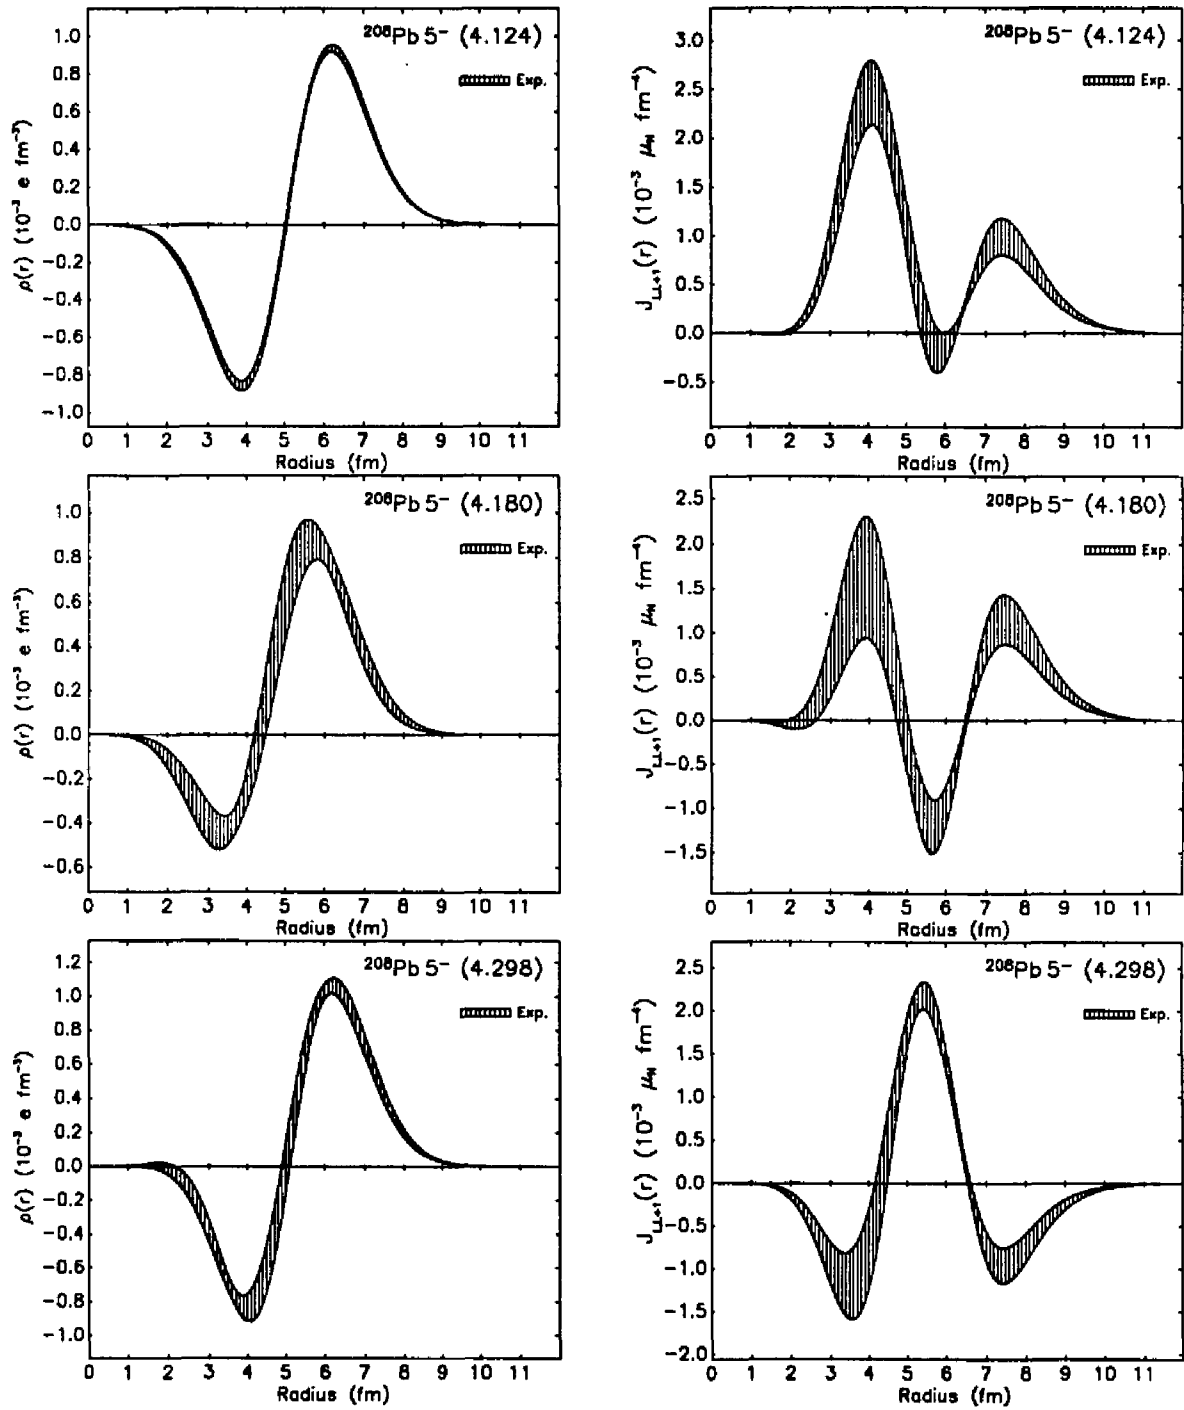 ²⁰⁸Pb 5⁻ (4.124)
Exp.
ρ(r) (10⁻³ e fm⁻³)
1.0
0.8
0.6
0.4
0.2
0.0
−0.2
−0.4
−0.6
−0.8
−1.0
0 1 2 3 4 5 6 7 8 9 10 11
Radius (fm)
²⁰⁸Pb 5⁻ (4.124)
Exp.
J_{LL+1}(r) (10⁻³ μ_N fm⁻⁴)
3.0
2.5
2.0
1.5
1.0
0.5
0.0
−0.5
0 1 2 3 4 5 6 7 8 9 10 11
Radius (fm)
²⁰⁸Pb 5⁻ (4.180)
Exp.
ρ(r) (10⁻³ e fm⁻³)
1.0
0.8
0.6
0.4
0.2
0.0
−0.2
−0.4
−0.6
0 1 2 3 4 5 6 7 8 9 10 11
Radius (fm)
²⁰⁸Pb 5⁻ (4.180)
Exp.
J_{LL+1}(r) (10⁻³ μ_N fm⁻⁴)
2.5
2.0
1.5
1.0
0.5
0.0
−0.5
−1.0
−1.5
0 1 2 3 4 5 6 7 8 9 10 11
Radius (fm)
²⁰⁸Pb 5⁻ (4.298)
Exp.
ρ(r) (10⁻³ e fm⁻³)
1.2
1.0
0.8
0.6
0.4
0.2
0.0
−0.2
−0.4
−0.6
−0.8
−1.0
0 1 2 3 4 5 6 7 8 9 10 11
Radius (fm)
²⁰⁸Pb 5⁻ (4.298)
Exp.
J_{LL+1}(r) (10⁻³ μ_N fm⁻⁴)
2.5
2.0
1.5
1.0
0.5
0.0
−0.5
−1.0
−1.5
−2.0
0 1 2 3 4 5 6 7 8 9 10 11
Radius (fm)